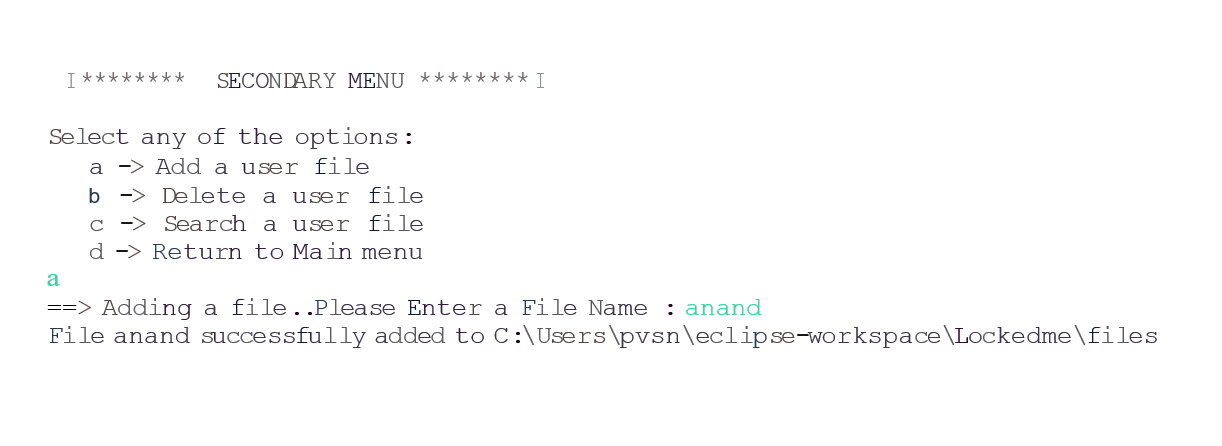 |******** SECONDARY MENU ********|
Select any of the options:
a -> Add a user file
b -> Delete a user file
c -> Search a user file
d -> Return to Main menu
a
==> Adding a file..Please Enter a File Name : anand
File anand successfully added to C:\Users\pvsn\eclipse-workspace\Lockedme\files